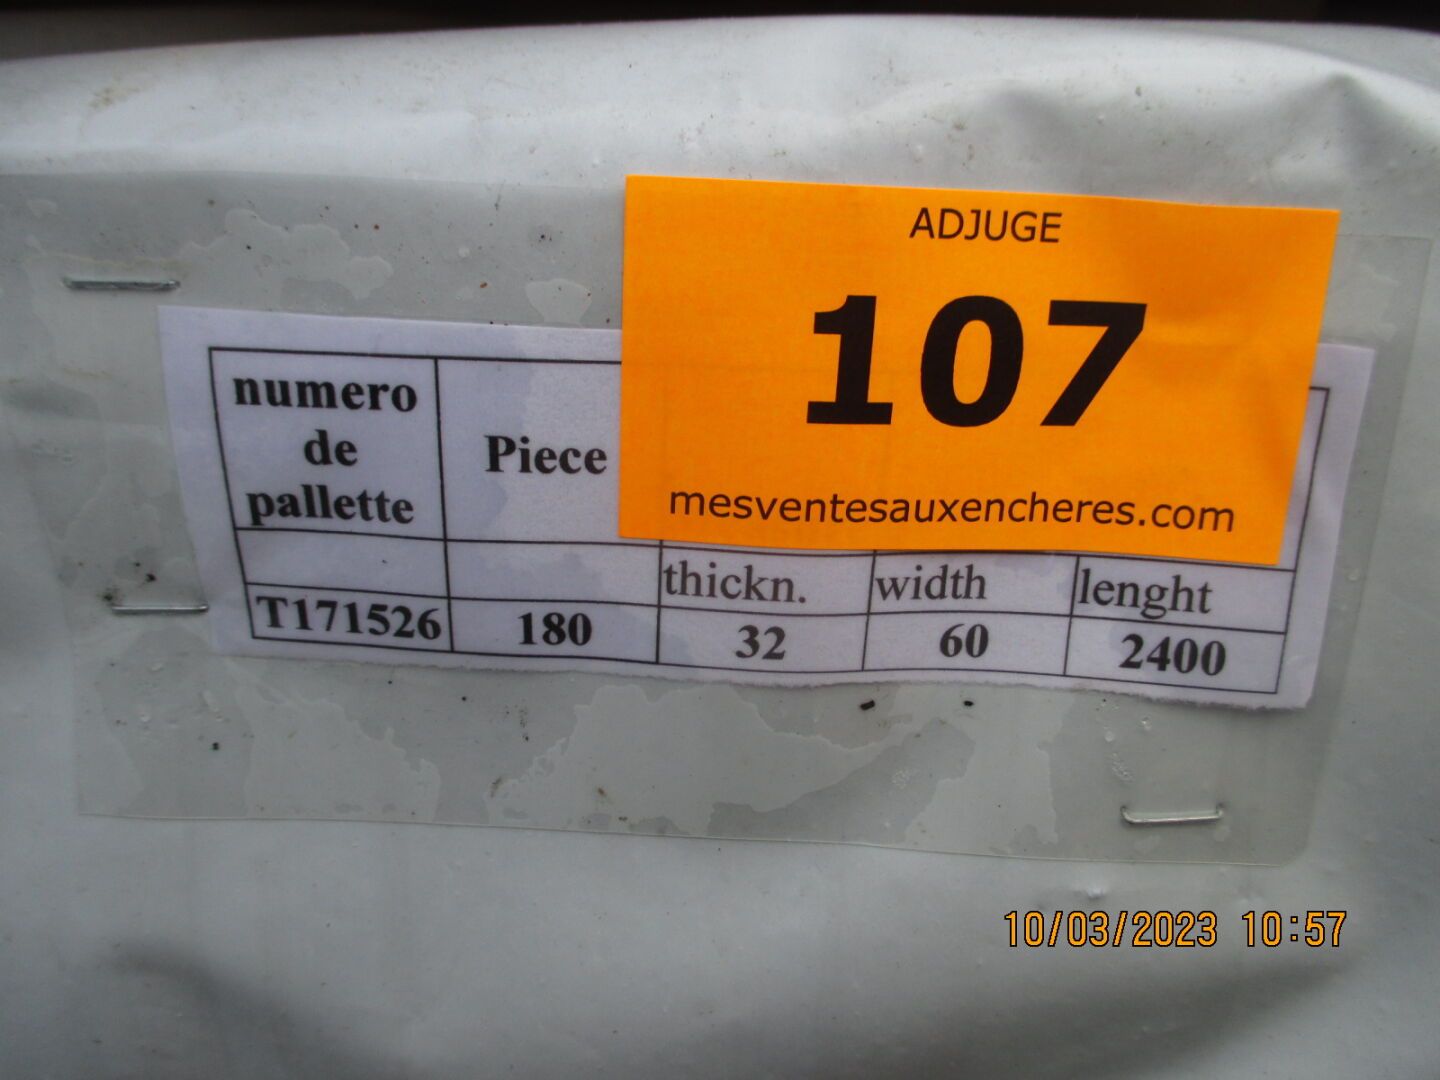 ADJUGE
107
mesventesauxencheres.com
numero
de
pallette
Piece
thickn. width lenght
T171526 180 32 60 2400
10/03/2023 10:57